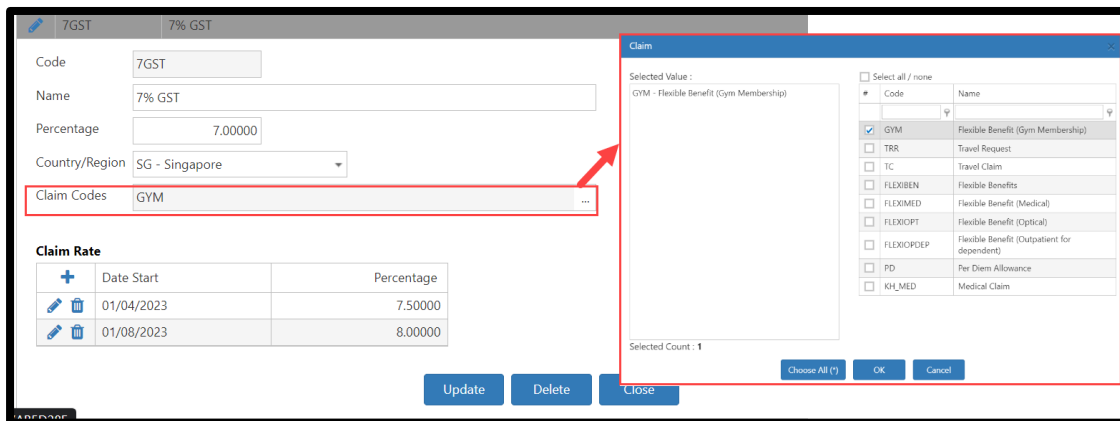 7GST 7% GST
Code 7GST
Name 7% GST
Percentage 7.00000
Country/Region SG - Singapore
Claim Codes GYM ...
Claim Rate
Date Start Percentage
01/04/2023 7.50000
01/08/2023 8.00000
Update Delete Close
Claim
Selected Value :
GYM - Flexible Benefit (Gym Membership)
Selected Count : 1
Select all / none
# Code Name
GYM Flexible Benefit (Gym Membership)
TRR Travel Request
TC Travel Claim
FLEXIBEN Flexible Benefits
FLEXIMED Flexible Benefit (Medical)
FLEXIOPT Flexible Benefit (Optical)
FLEXIOPDEP Flexible Benefit (Outpatient for
dependent)
PD Per Diem Allowance
KH_MED Medical Claim
Choose All (*) OK Cancel